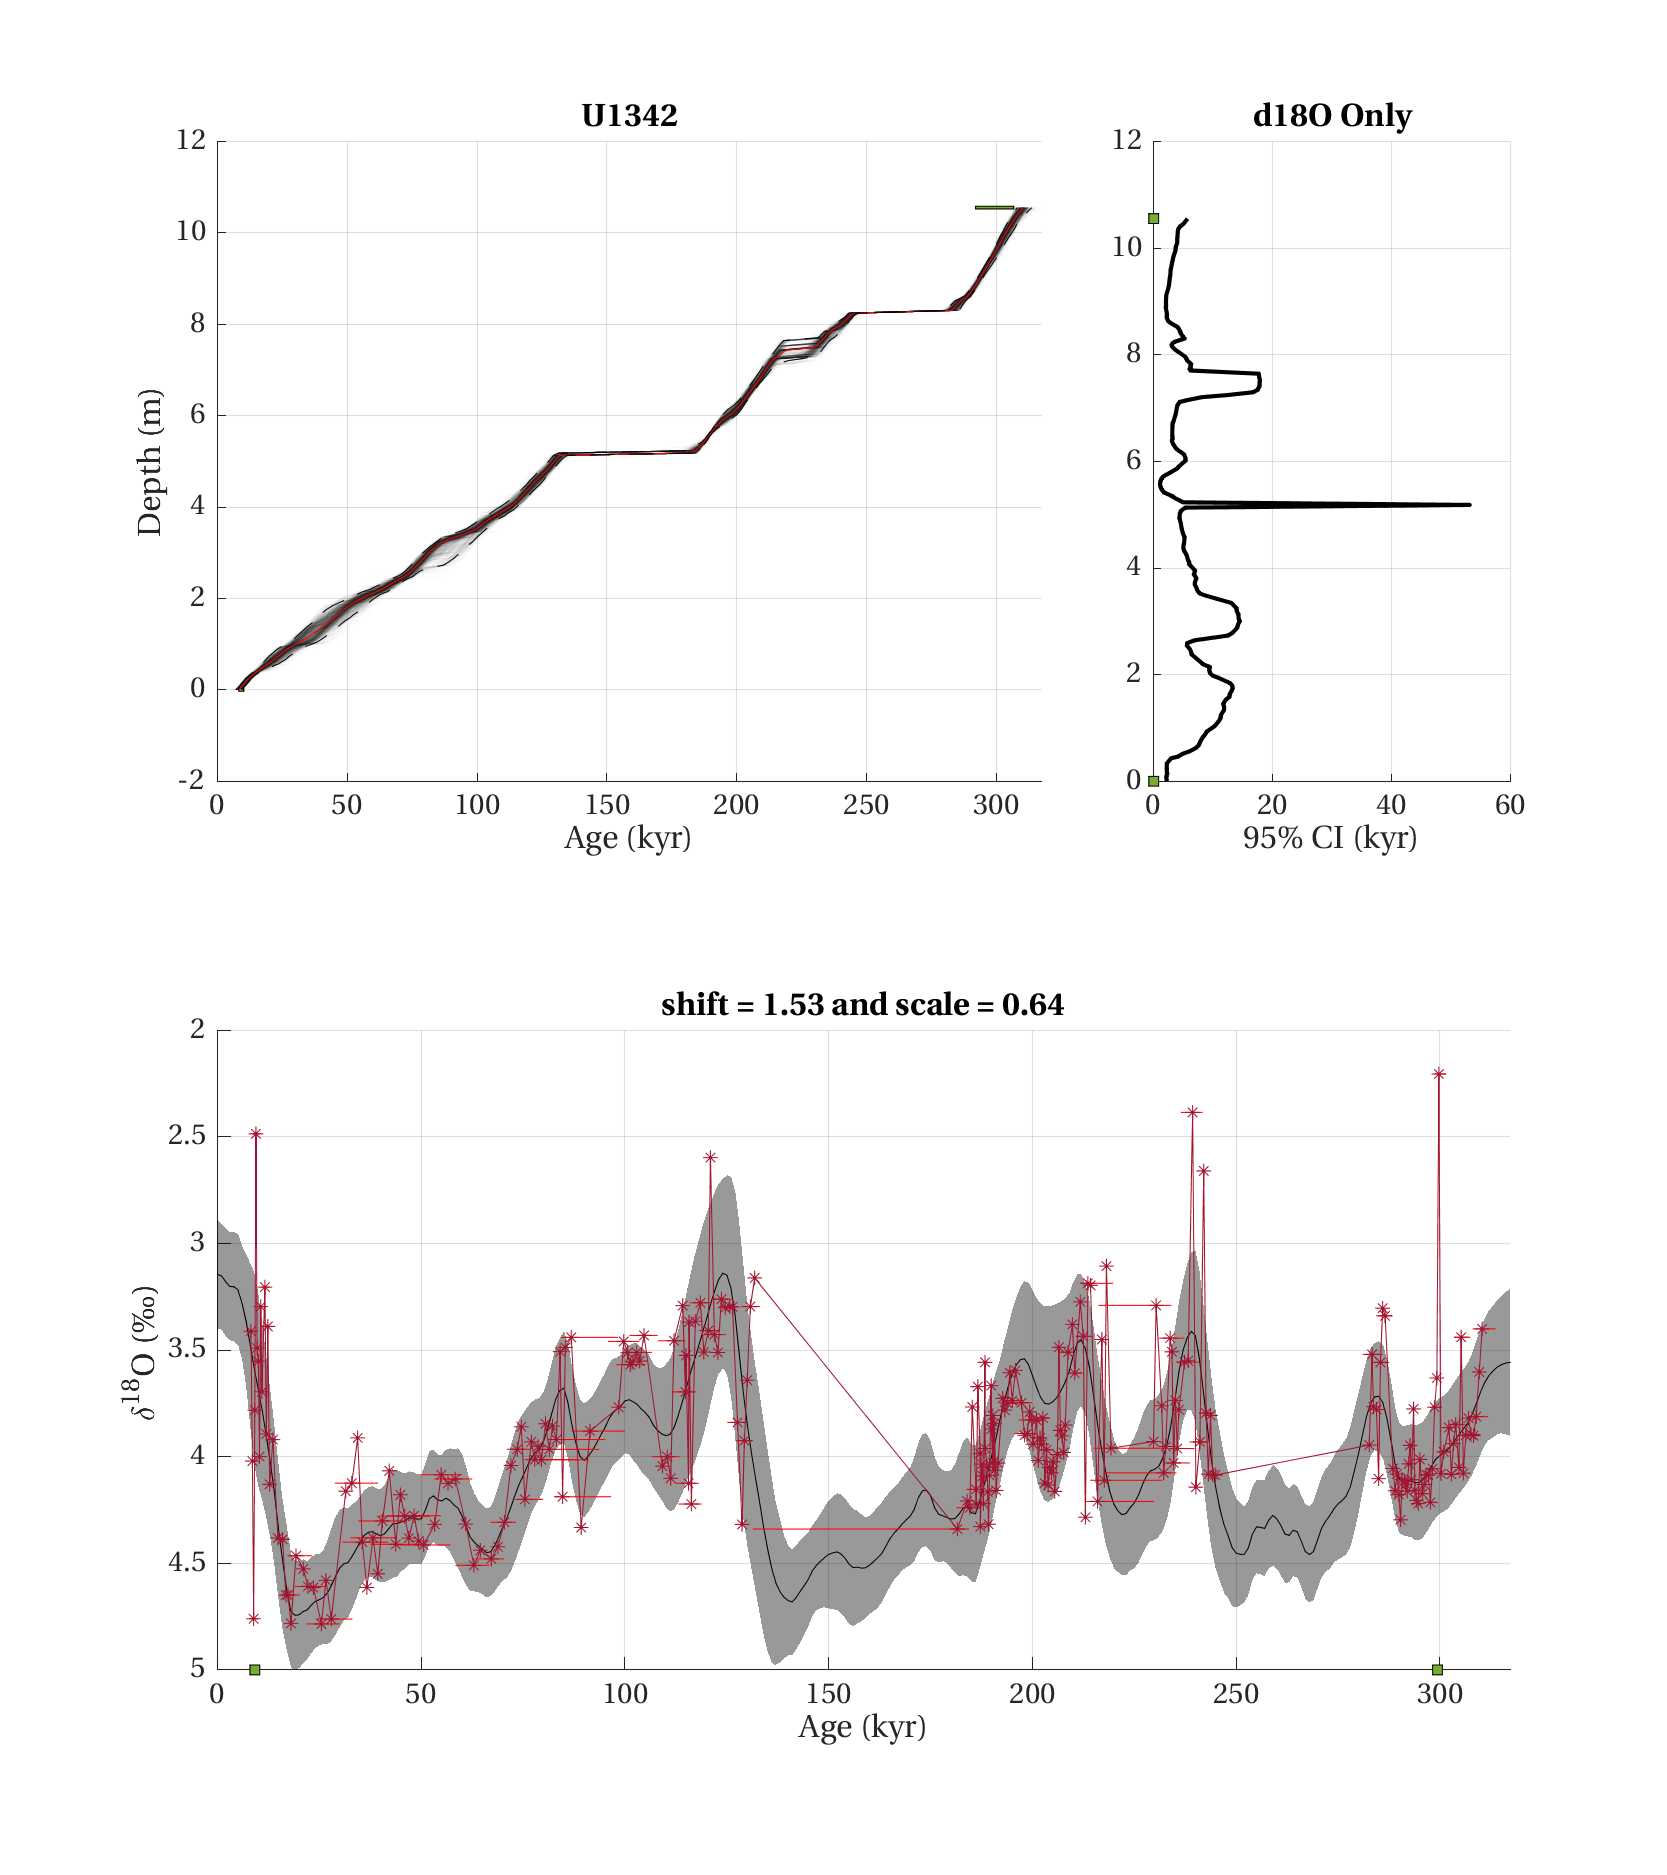 U1342
d18O Only
12
10
8
6
4
2
0
-2
Depth (m)
0 50 100 150 200 250 300
Age (kyr)
12
10
8
6
4
2
0
0 20 40 60
95% CI (kyr)
shift = 1.53 and scale = 0.64
2
2.5
3
3.5
4
4.5
5
δ¹⁸O (‰)
0 50 100 150 200 250 300
Age (kyr)